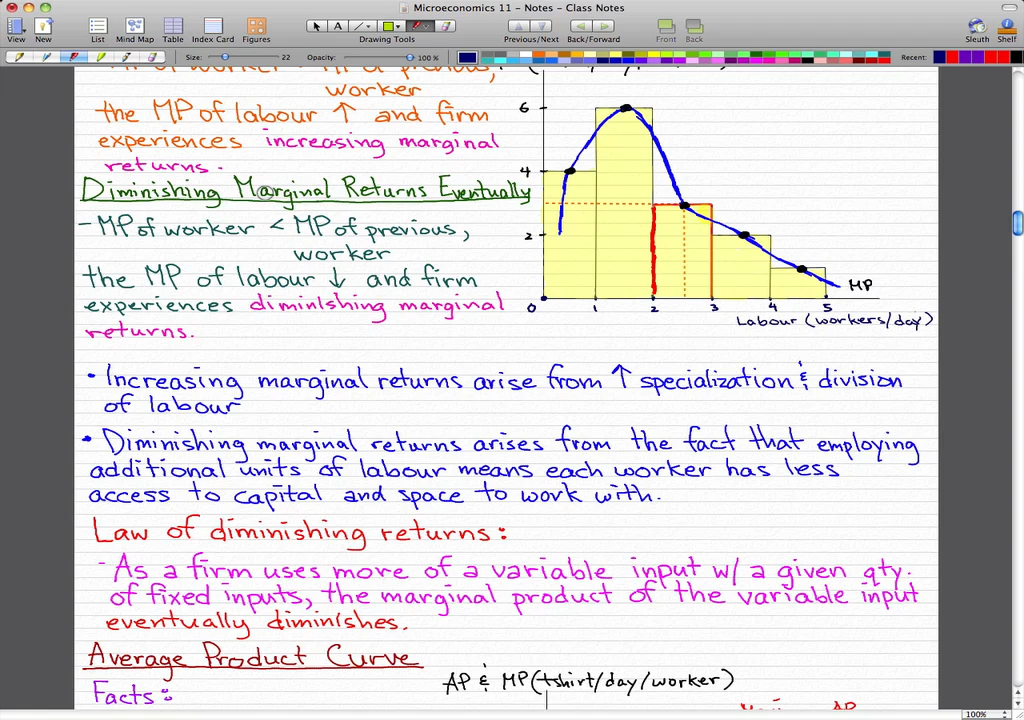 Microeconomics 11 – Notes – Class Notes
View New List Mind Map Table Index Card Figures Drawing Tools Previous/Next Back/Forward Front Back Sleuth Shelf
Size: 22 Opacity: 100 % Recent:
worker
the MP of labour ↑ and firm
experiences increasing marginal
returns.
Diminishing Marginal Returns Eventually
- MP of worker < MP of previous,
worker
the MP of labour ↓ and firm
experiences diminishing marginal
returns.
6
4
2
0 1 2 3 4 5
MP
Labour (workers/day)
• Increasing marginal returns arise from ↑ specialization & division
of labour
• Diminishing marginal returns arises from the fact that employing
additional units of labour means each worker has less
access to capital and space to work with.
Law of diminishing returns:
- As a firm uses more of a variable input w/ a given qty.
of fixed inputs, the marginal product of the variable input
eventually diminishes.
Average Product Curve
Facts:
AP & MP (tshirt/day/worker)
100%